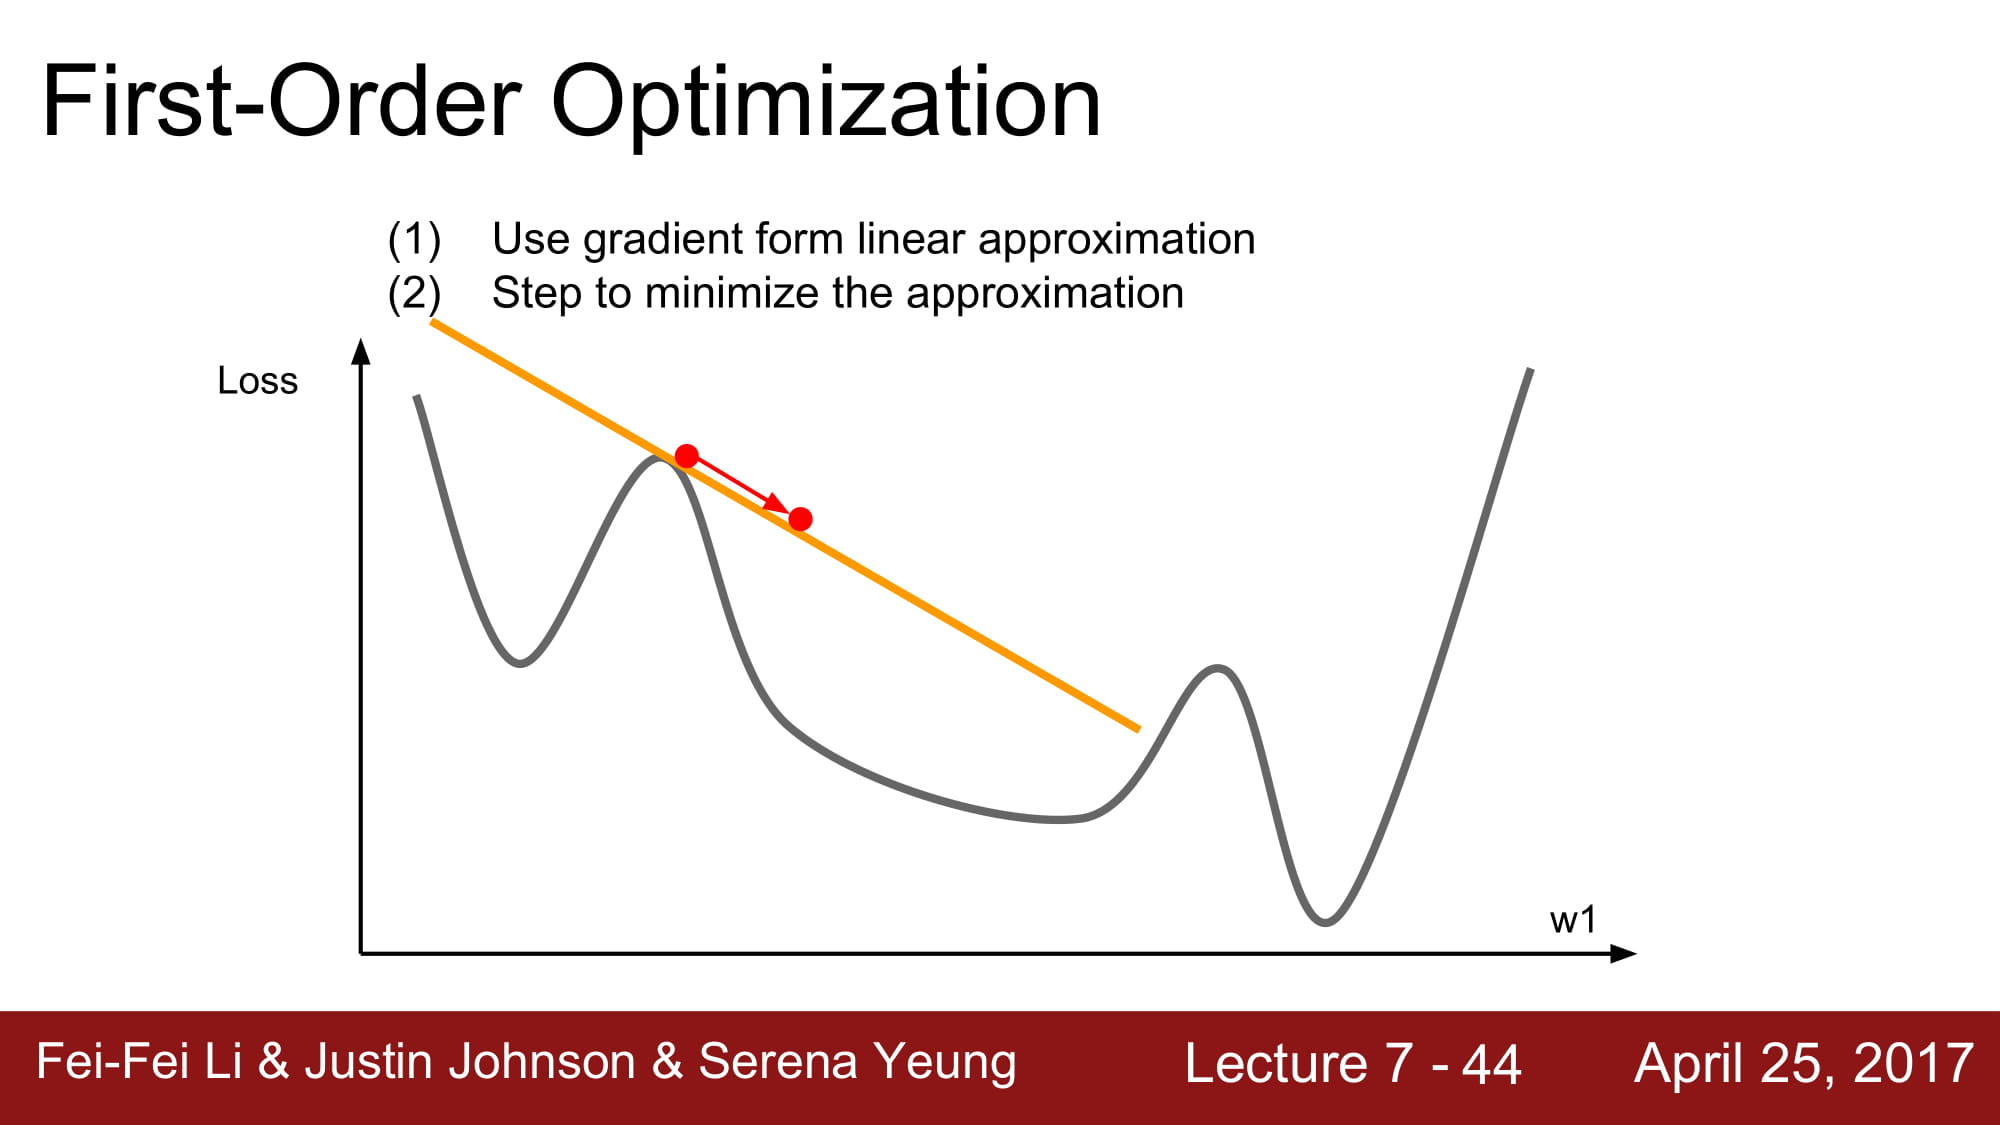 First-Order Optimization
(1) Use gradient form linear approximation
(2) Step to minimize the approximation
Loss
w1
Fei-Fei Li & Justin Johnson & Serena Yeung Lecture 7 - 44 April 25, 2017